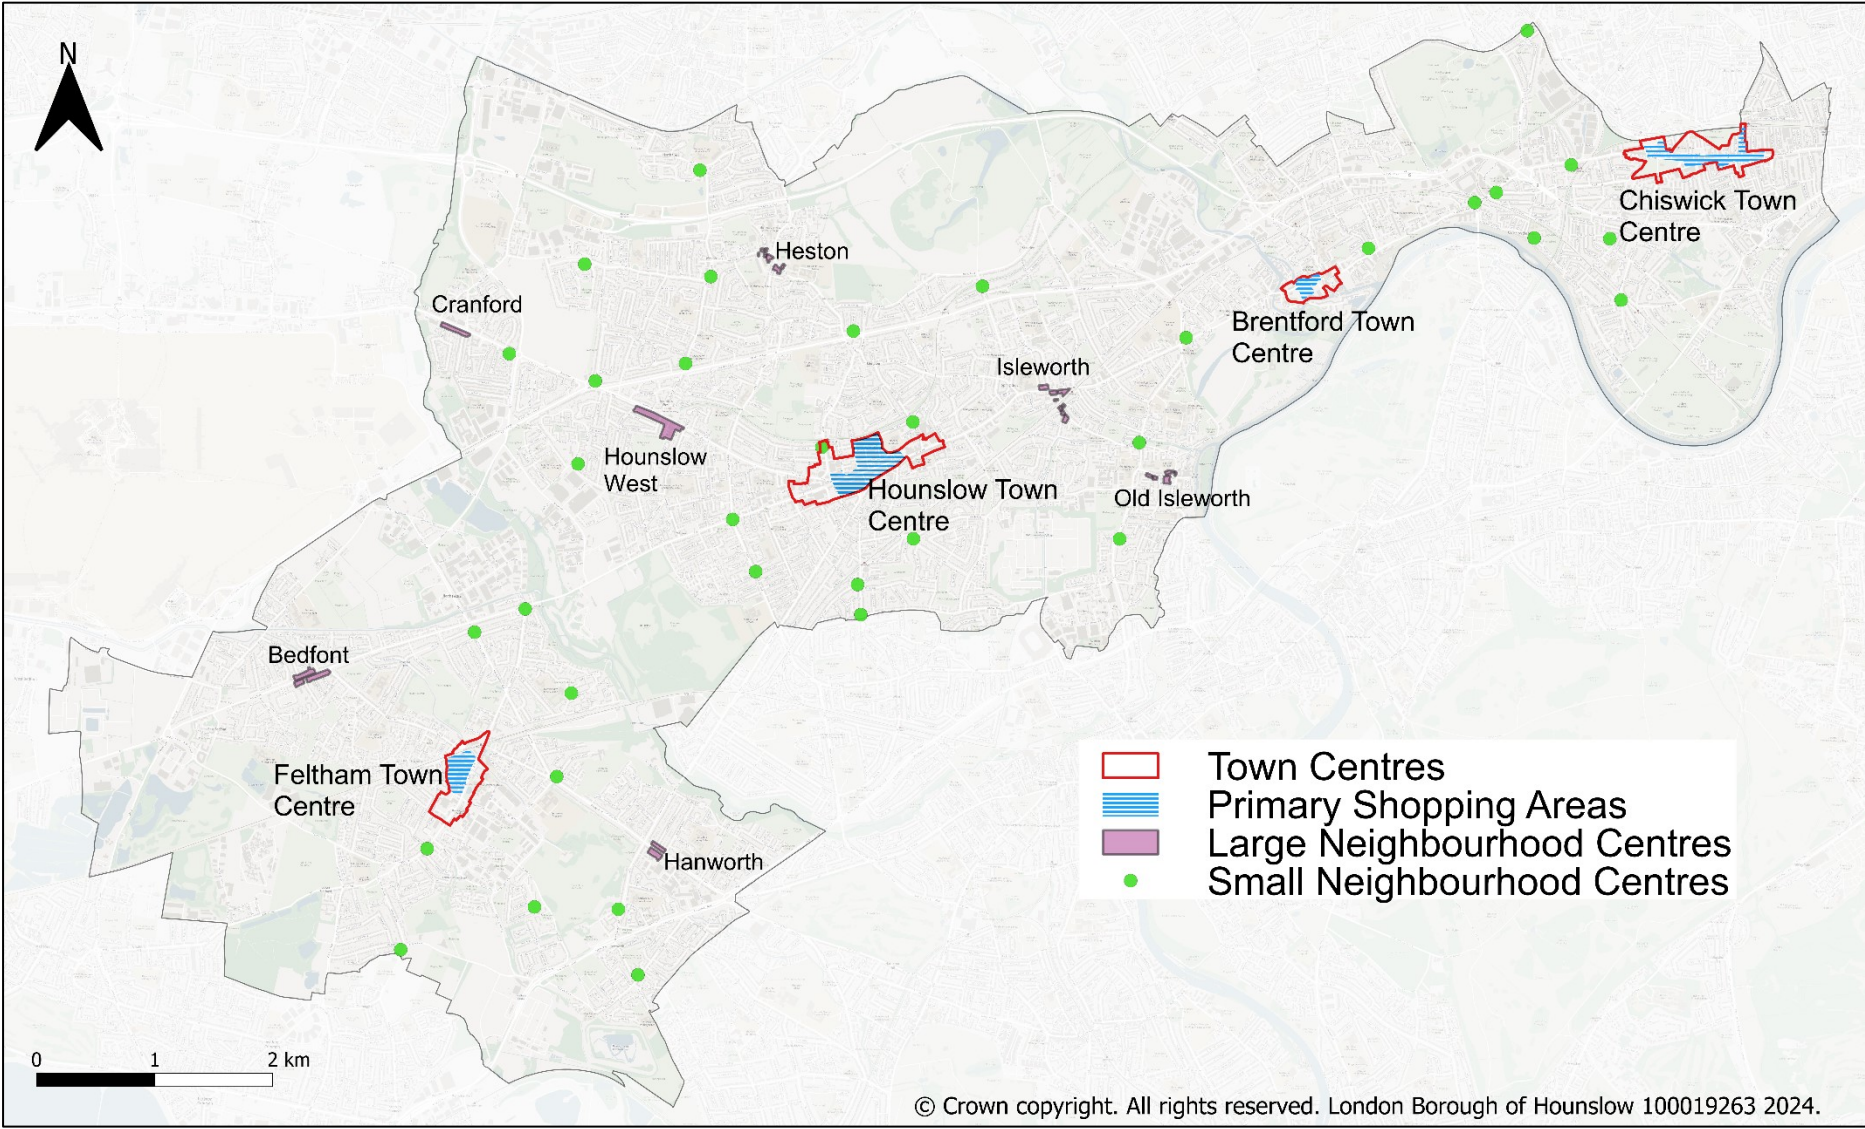 N
Heston
Chiswick Town
Centre
Cranford
Brentford Town
Centre
Isleworth
Hounslow
West
Hounslow Town
Centre
Old Isleworth
Bedfont
Feltham Town
Centre
Hanworth
Town Centres
Primary Shopping Areas
Large Neighbourhood Centres
Small Neighbourhood Centres
0 1 2 km
© Crown copyright. All rights reserved. London Borough of Hounslow 100019263 2024.